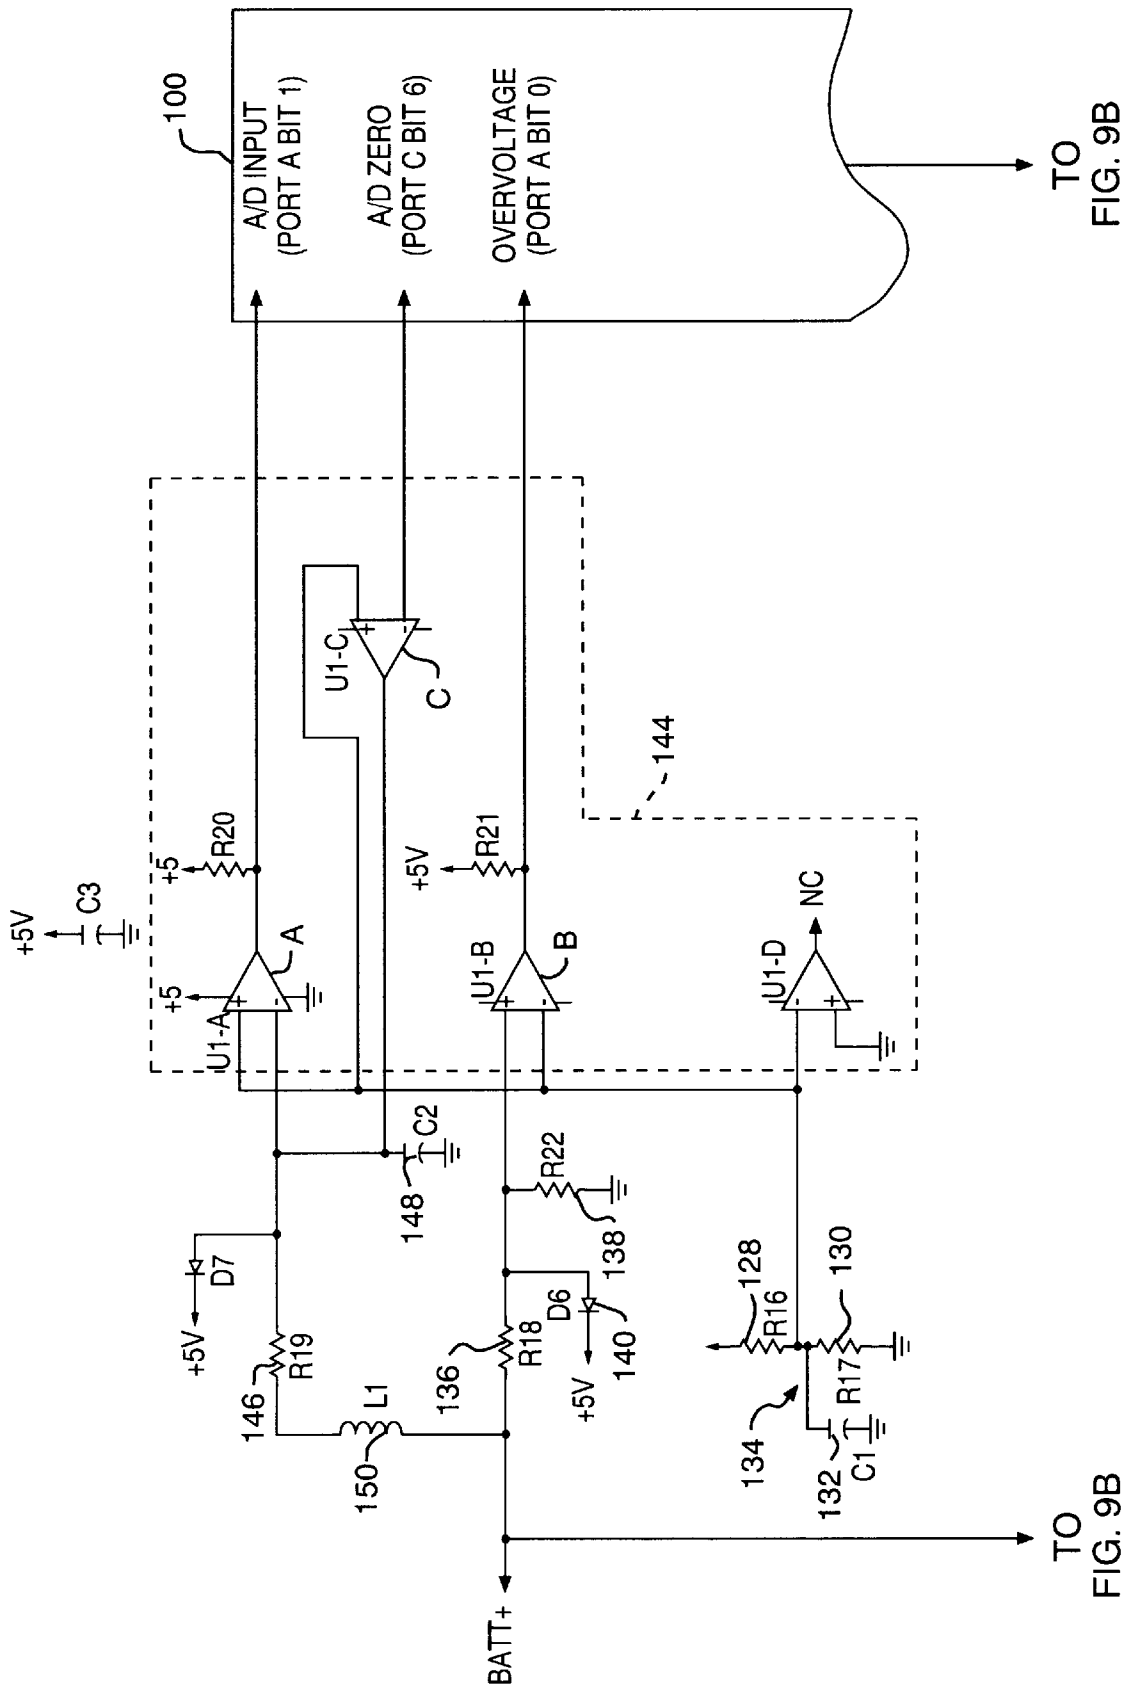 100
A/D INPUT
(PORT A BIT 1)
A/D ZERO
(PORT C BIT 6)
OVERVOLTAGE
(PORT A BIT 0)
TO
FIG. 9B
+5V
C3
+5
R20
+5
U1-A
+
-
A
U1-C
+
-
C
+5V
R21
U1-B
+
-
B
144
U1-D
-
+
NC
+5V
D7
146
R19
148
C2
L1
150
136
R18
D6
140
+5V
R22
138
128
R16
130
R17
134
132
C1
BATT+
TO
FIG. 9B